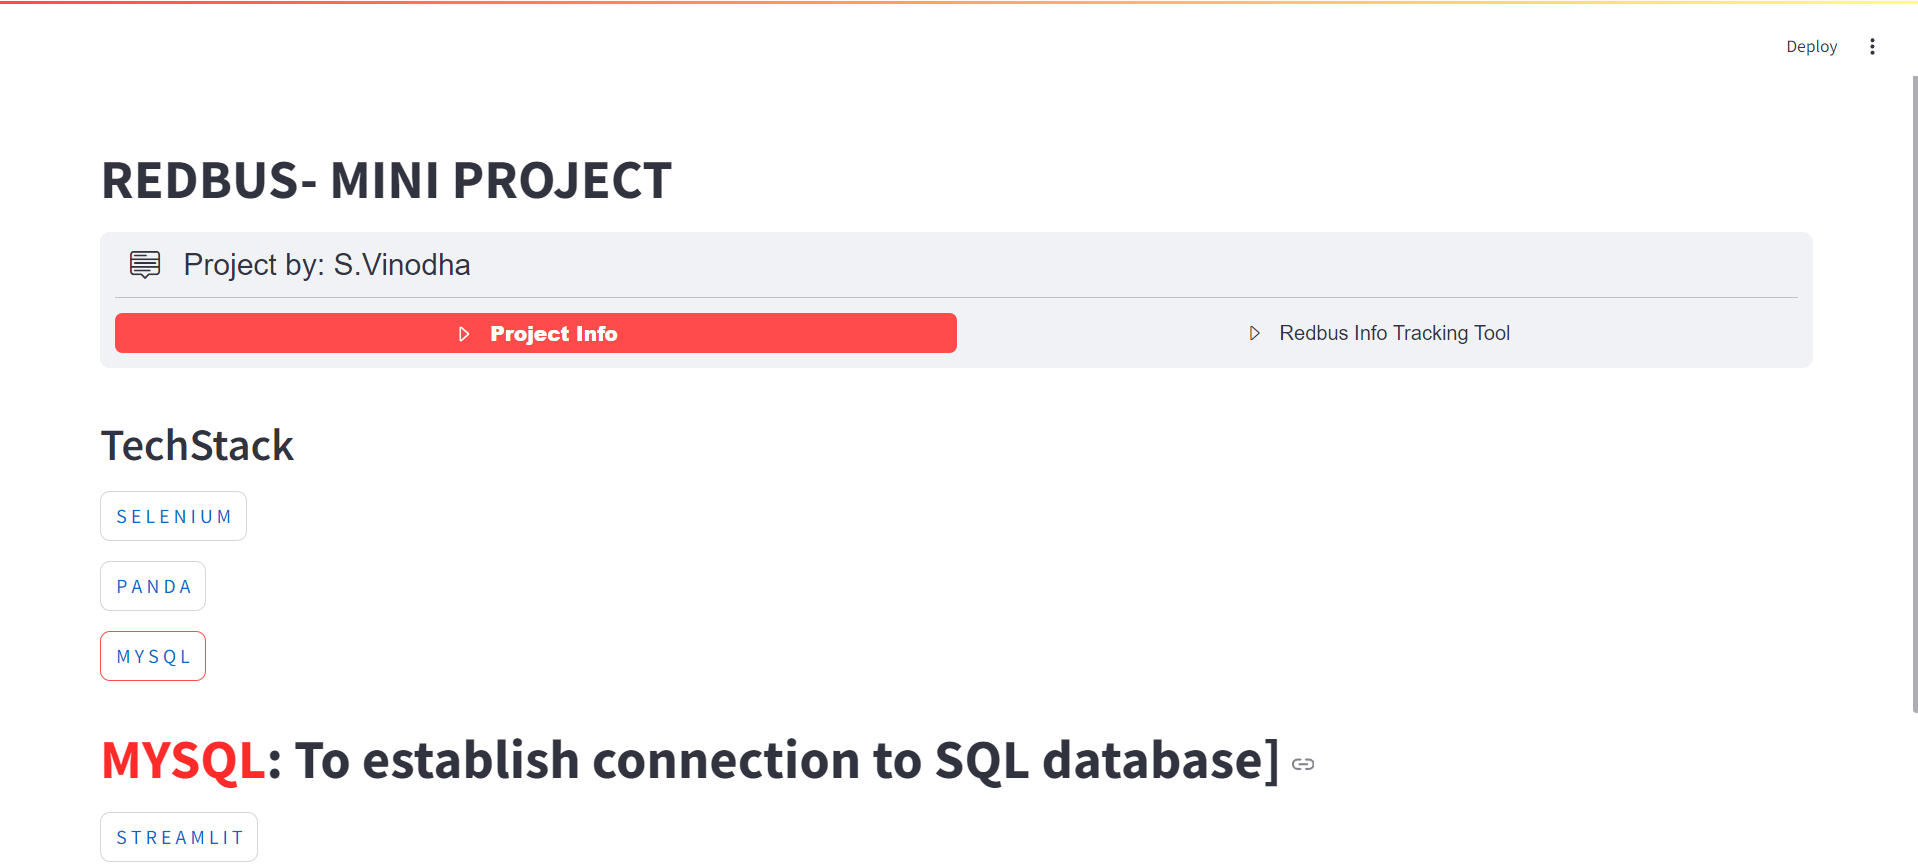 Deploy
REDBUS- MINI PROJECT
Project by: S.Vinodha
Project Info
Redbus Info Tracking Tool
TechStack
SELENIUM
PANDA
MYSQL
MYSQL: To establish connection to SQL database]
STREAMLIT